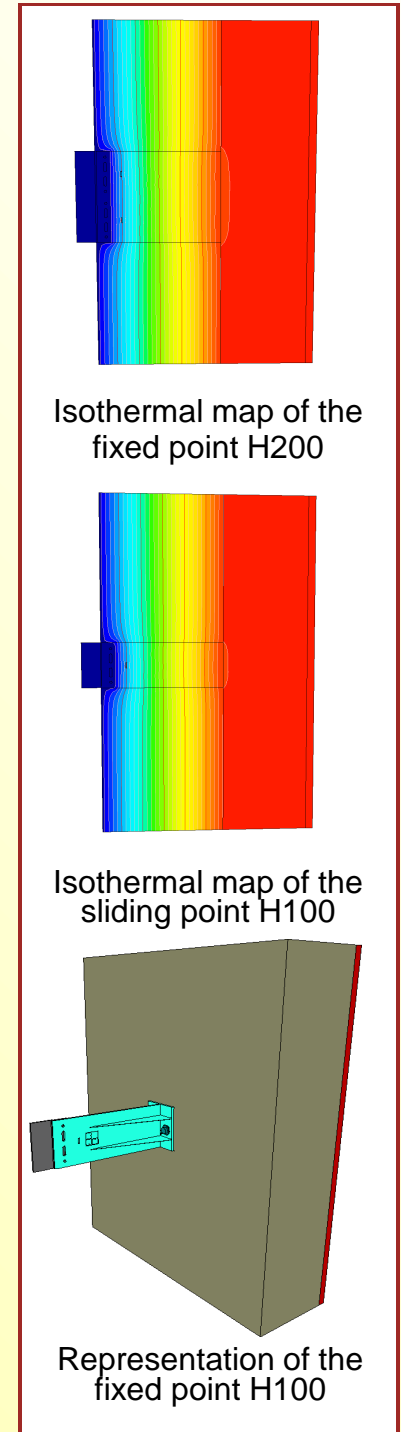 Isothermal map of the
fixed point H200
Isothermal map of the
sliding point H100
Representation of the
fixed point H100